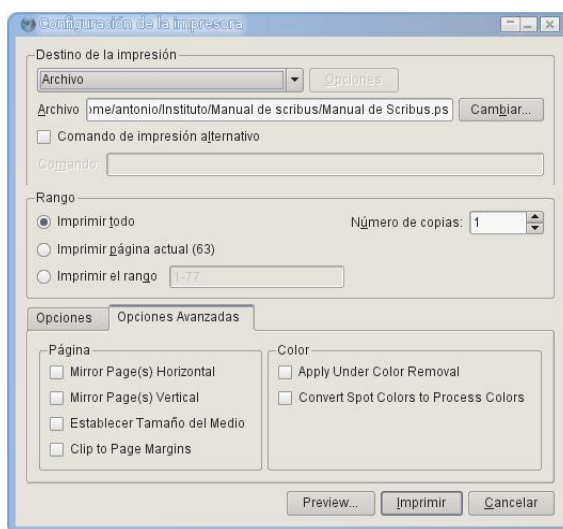 Configuración de la impresora
Destino de la impresión
Archivo
Opciones
Archivo ome/antonio/Instituto/Manual de scribus/Manual de Scribus.ps Cambiar...
Comando de impresión alternativo
Comando:
Rango
Imprimir todo Número de copias: 1
Imprimir página actual (63)
Imprimir el rango 1-77
Opciones Opciones Avanzadas
Página Color
Mirror Page(s) Horizontal Apply Under Color Removal
Mirror Page(s) Vertical Convert Spot Colors to Process Colors
Establecer Tamaño del Medio
Clip to Page Margins
Preview... Imprimir Cancelar